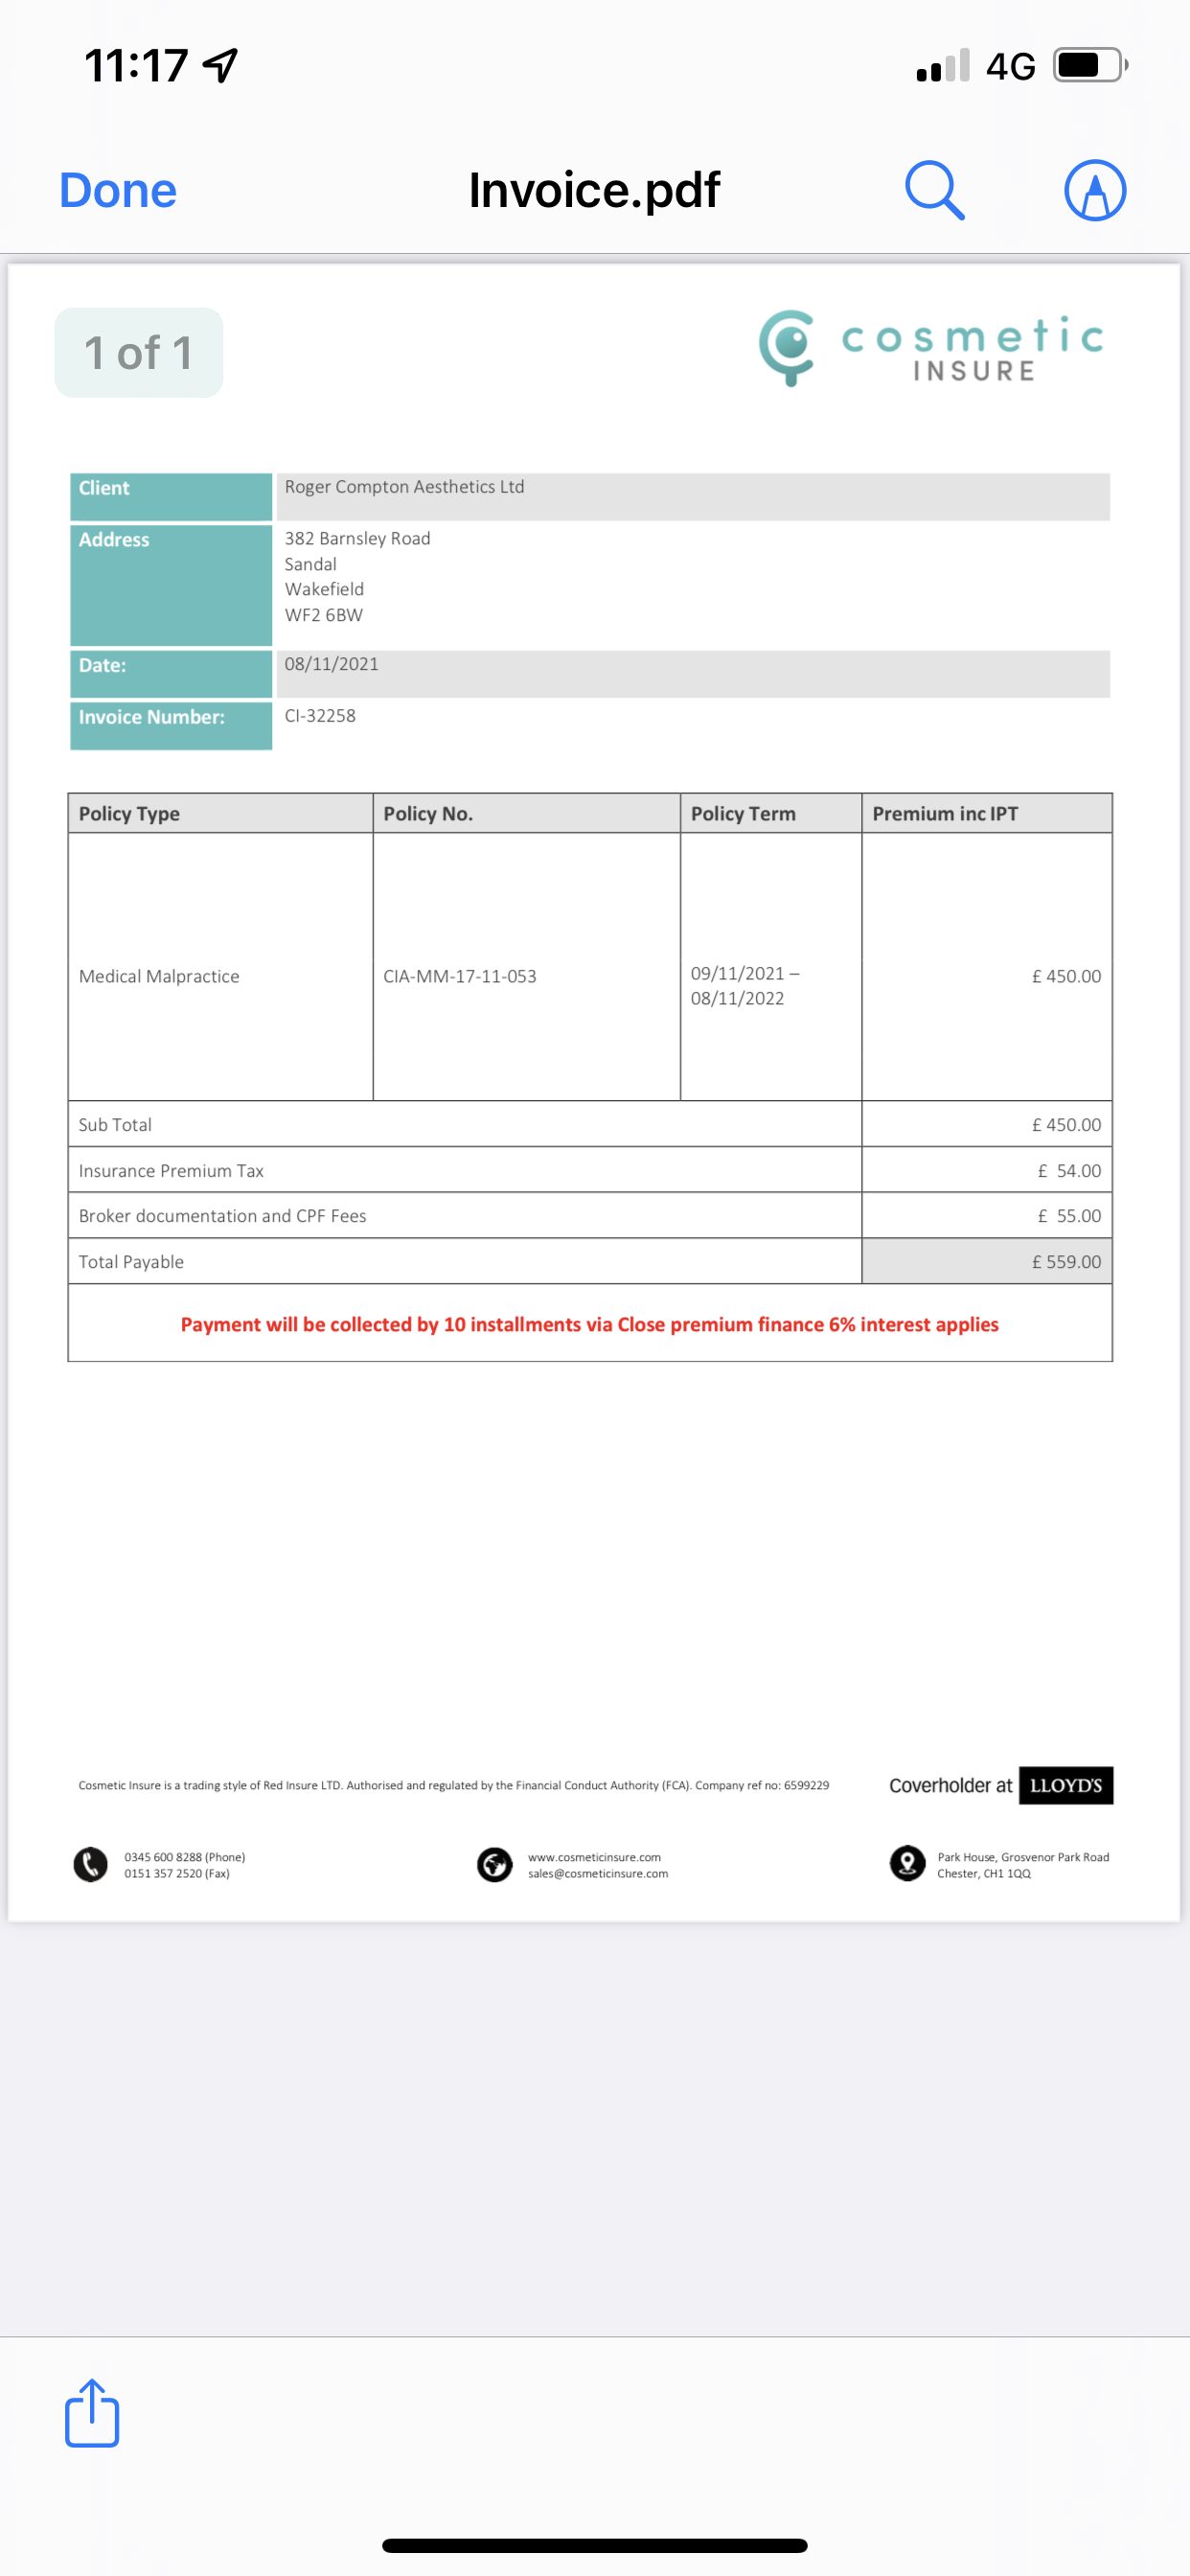 11:17
4G
Done
Invoice.pdf
1 of 1
cosmetic
INSURE
Client
Roger Compton Aesthetics Ltd
Address
382 Barnsley Road
Sandal
Wakefield
WF2 6BW
Date:
08/11/2021
Invoice Number:
CI-32258
Policy Type Policy No. Policy Term Premium inc IPT
Medical Malpractice CIA-MM-17-11-053 09/11/2021 – £ 450.00
08/11/2022
Sub Total £ 450.00
Insurance Premium Tax £ 54.00
Broker documentation and CPF Fees £ 55.00
Total Payable £ 559.00
Payment will be collected by 10 installments via Close premium finance 6% interest applies
Cosmetic Insure is a trading style of Red Insure LTD. Authorised and regulated by the Financial Conduct Authority (FCA). Company ref no: 6599229
Coverholder at LLOYD'S
0345 600 8288 (Phone)
0151 357 2520 (Fax)
www.cosmeticinsure.com
sales@cosmeticinsure.com
Park House, Grosvenor Park Road
Chester, CH1 1QQ